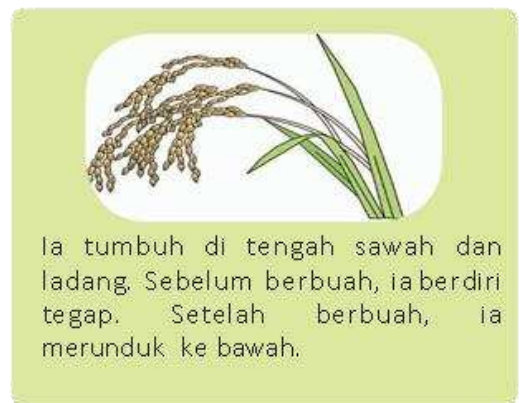 Ia tumbuh di tengah sawah dan
ladang. Sebelum berbuah, ia berdiri
tegap. Setelah berbuah, ia
merunduk ke bawah.